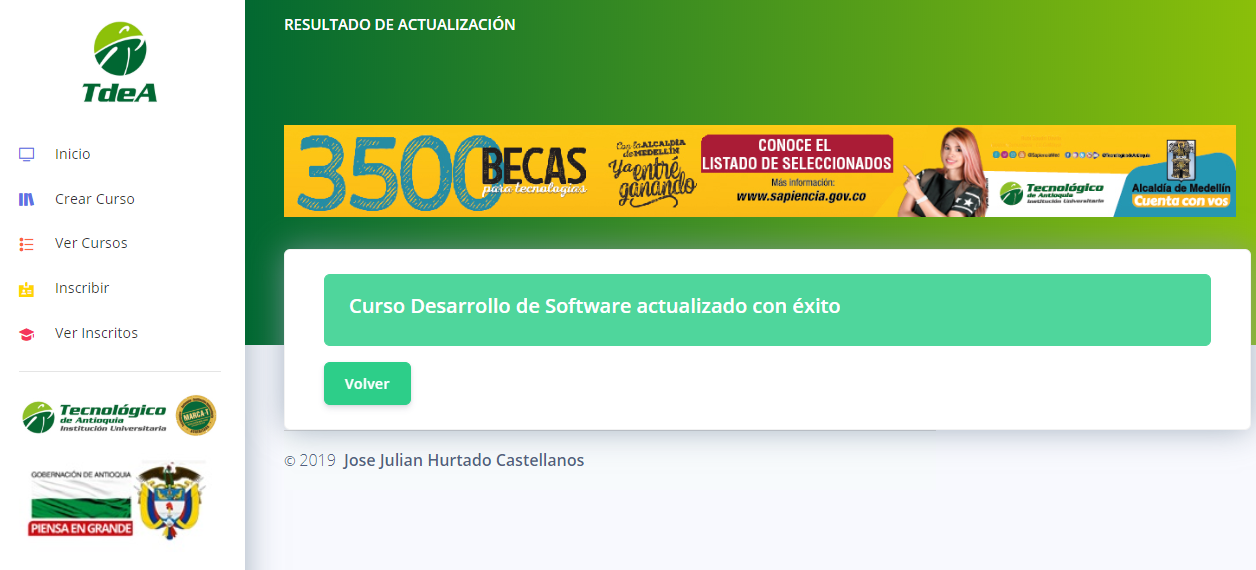 TdeA
Inicio
Crear Curso
Ver Cursos
Inscribir
Ver Inscritos
Tecnológico
de Antioquia
Institución Universitaria
MARCA T
GOBERNACIÓN DE ANTIOQUIA
PIENSA EN GRANDE
RESULTADO DE ACTUALIZACIÓN
3500
BECAS
para tecnologías
Con la ALCALDÍA
de MEDELLÍN
Ya entré
ganando
CONOCE EL
LISTADO DE SELECCIONADOS
Más información:
www.sapiencia.gov.co
Tecnológico
de Antioquia
Institución Universitaria
Alcaldía de Medellín
Cuenta con vos
Curso Desarrollo de Software actualizado con éxito
Volver
© 2019 Jose Julian Hurtado Castellanos